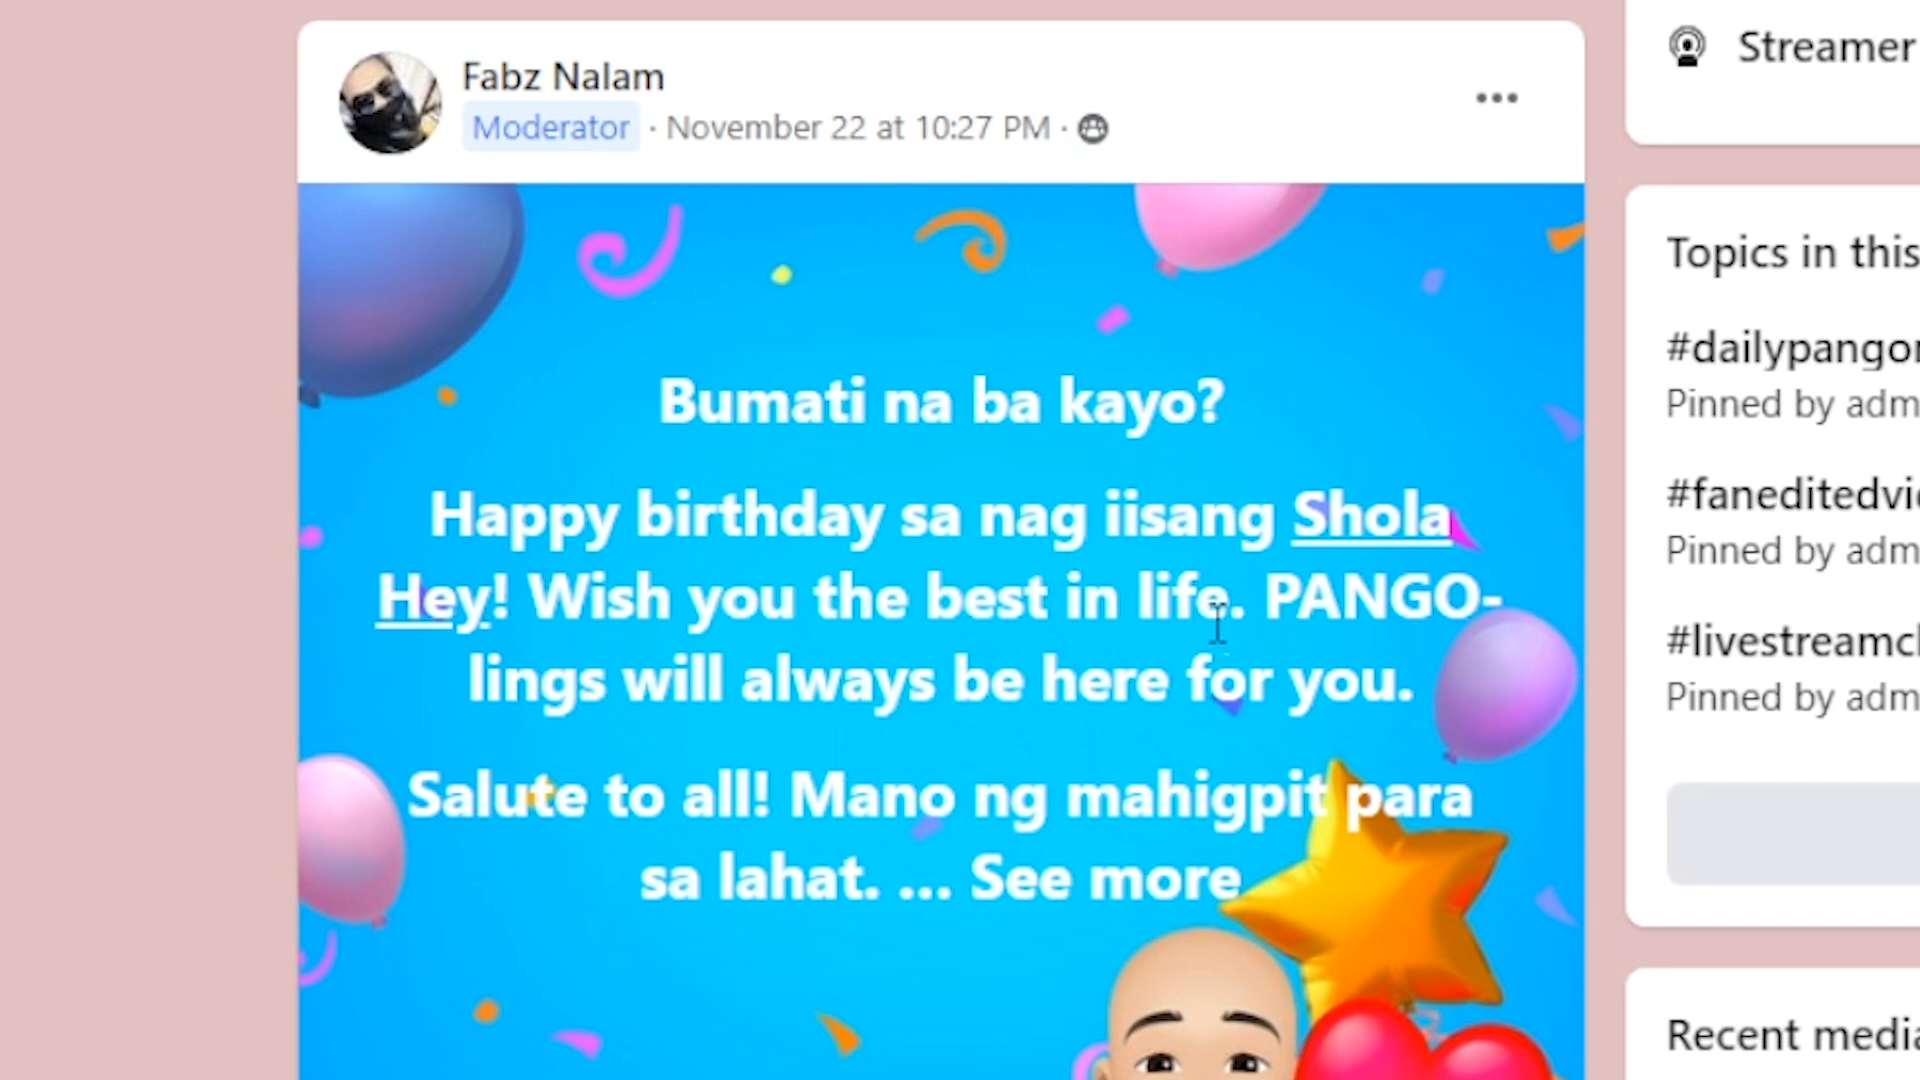 Fabz Nalam
Moderator · November 22 at 10:27 PM ·
Bumati na ba kayo?
Happy birthday sa nag iisang Shola
Hey! Wish you the best in life. PANGO-
lings will always be here for you.
Salute to all! Mano ng mahigpit para
sa lahat. ... See more
Streamer
Topics in this
#dailypangor
Pinned by adm
#faneditedvid
Pinned by adm
#livestreamcl
Pinned by adm
Recent media